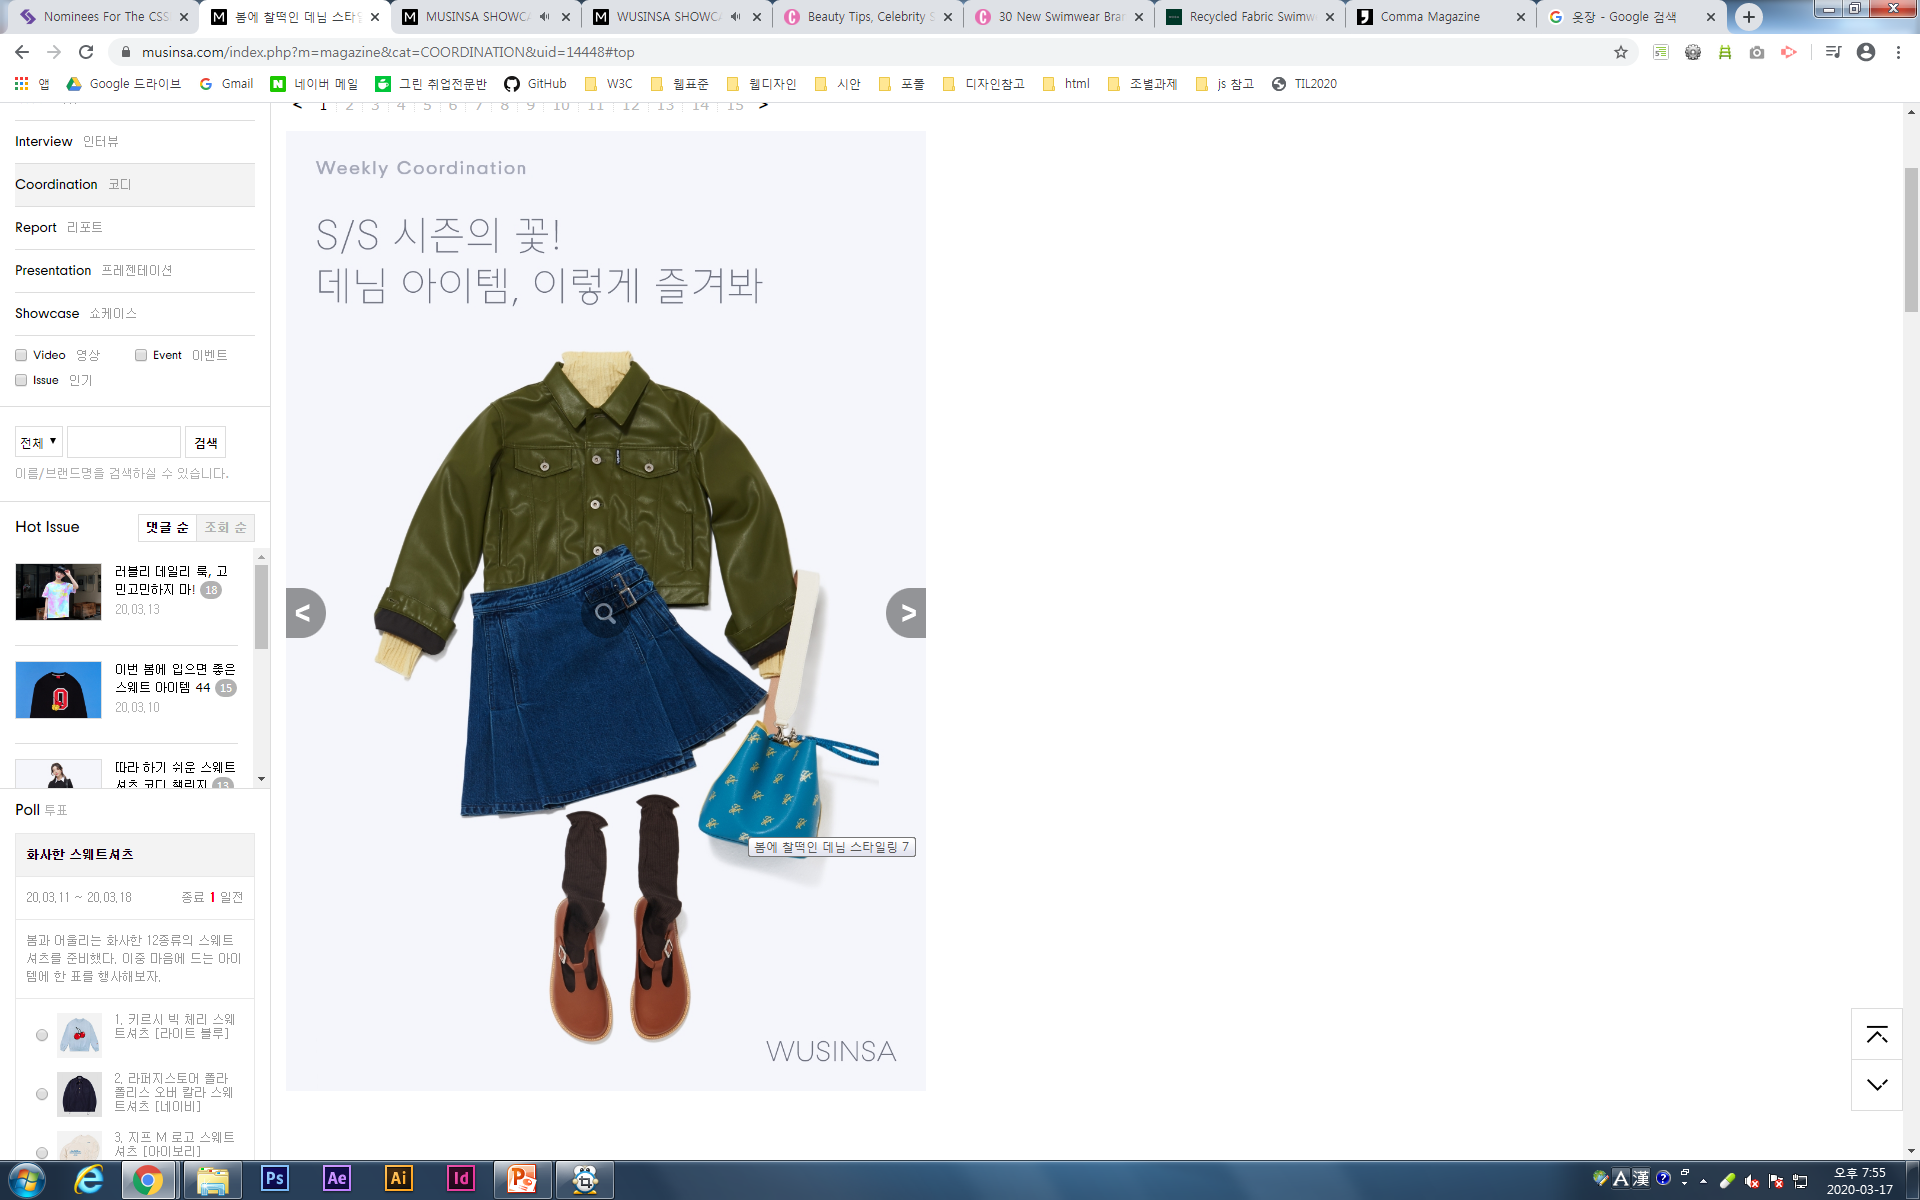 Nominees For The CSS
봄에 찰떡인 데님 스타일
MUSINSA SHOWCA
WUSINSA SHOWCA
Beauty Tips, Celebrity S
30 New Swimwear Bran
Recycled Fabric Swimw
Comma Magazine
옷장 - Google 검색
musinsa.com/index.php?m=magazine&cat=COORDINATION&uid=14448#top
앱
Google 드라이브
Gmail
네이버 메일
그린 취업전문반
GitHub
W3C
웹표준
웹디자인
시안
포폴
디자인참고
html
조별과제
js 참고
TIL2020
< 1 2 3 4 5 6 7 8 9 10 11 12 13 14 15 >
Interview 인터뷰
Coordination 코디
Report 리포트
Presentation 프레젠테이션
Showcase 쇼케이스
Video 영상
Event 이벤트
Issue 인기
전체
검색
이름/브랜드명을 검색하실 수 있습니다.
Hot Issue
댓글 순
조회 순
러블리 데일리 룩, 고
민고민하지 마! 18
20.03.13
이번 봄에 입으면 좋은
스웨트 아이템 44 15
20.03.10
따라 하기 쉬운 스웨트
셔츠 코디 챌린지 13
Poll 투표
화사한 스웨트셔츠
20.03.11 ~ 20.03.18
종료 1 일전
봄과 어울리는 화사한 12종류의 스웨트
셔츠를 준비했다. 이중 마음에 드는 아이
템에 한 표를 행사해보자.
1. 키르시 빅 체리 스웨
트셔츠 [라이트 블루]
2. 라퍼지스토어 폴라
폴리스 오버 칼라 스웨
트셔츠 [네이비]
3. 지프 M 로고 스웨트
셔츠 [아이보리]
Weekly Coordination
S/S 시즌의 꽃!
데님 아이템, 이렇게 즐겨봐
봄에 찰떡인 데님 스타일링 7
WUSINSA
Ps
Ae
Ai
Id
A 漢
오후 7:55
2020-03-17